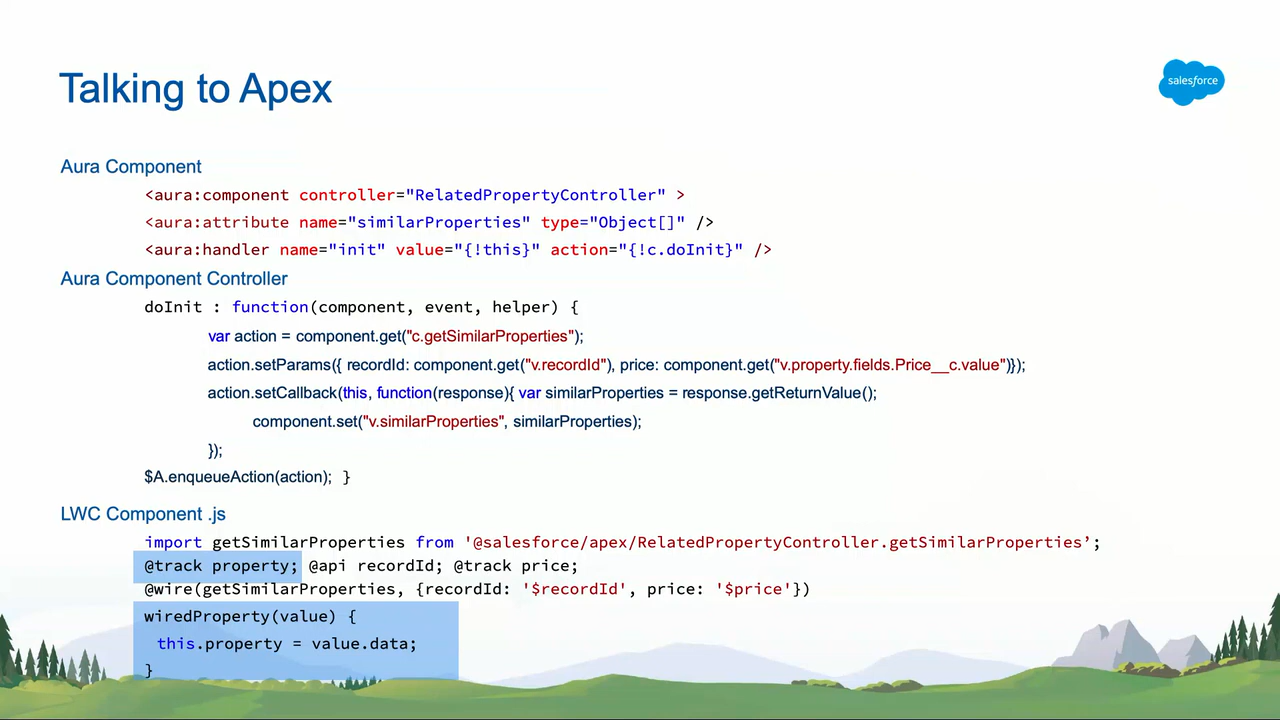 Talking to Apex
salesforce
Aura Component
<aura:component controller="RelatedPropertyController" >
<aura:attribute name="similarProperties" type="Object[]" />
<aura:handler name="init" value="{!this}" action="{!c.doInit}" />
Aura Component Controller
doInit : function(component, event, helper) {
var action = component.get("c.getSimilarProperties");
action.setParams({ recordId: component.get("v.recordId"), price: component.get("v.property.fields.Price__c.value")});
action.setCallback(this, function(response){ var similarProperties = response.getReturnValue();
component.set("v.similarProperties", similarProperties);
});
$A.enqueueAction(action); }
LWC Component .js
import getSimilarProperties from '@salesforce/apex/RelatedPropertyController.getSimilarProperties’;
@track property; @api recordId; @track price;
@wire(getSimilarProperties, {recordId: '$recordId', price: '$price'})
wiredProperty(value) {
this.property = value.data;
}